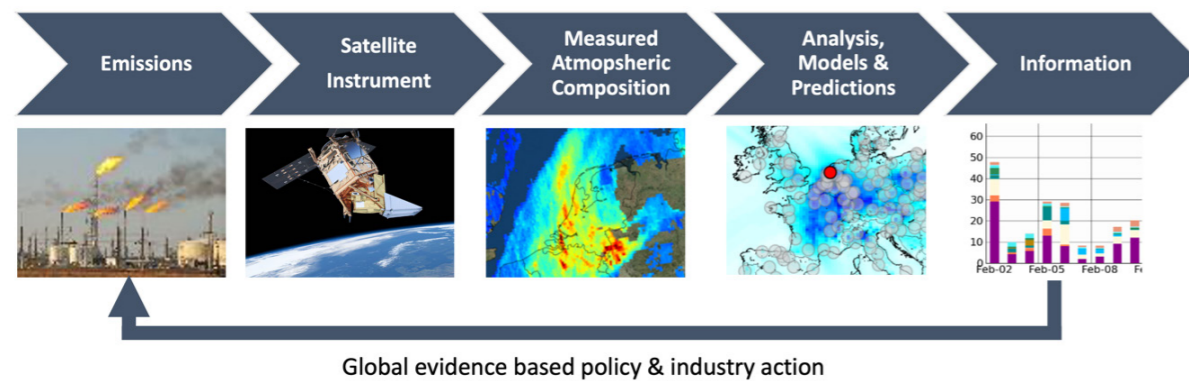 Emissions
Satellite
Instrument
Measured
Atmopsheric
Composition
Analysis,
Models &
Predictions
Information
60
50
40
30
20
10
0
Feb-02
Feb-05
Feb-08
Global evidence based policy & industry action